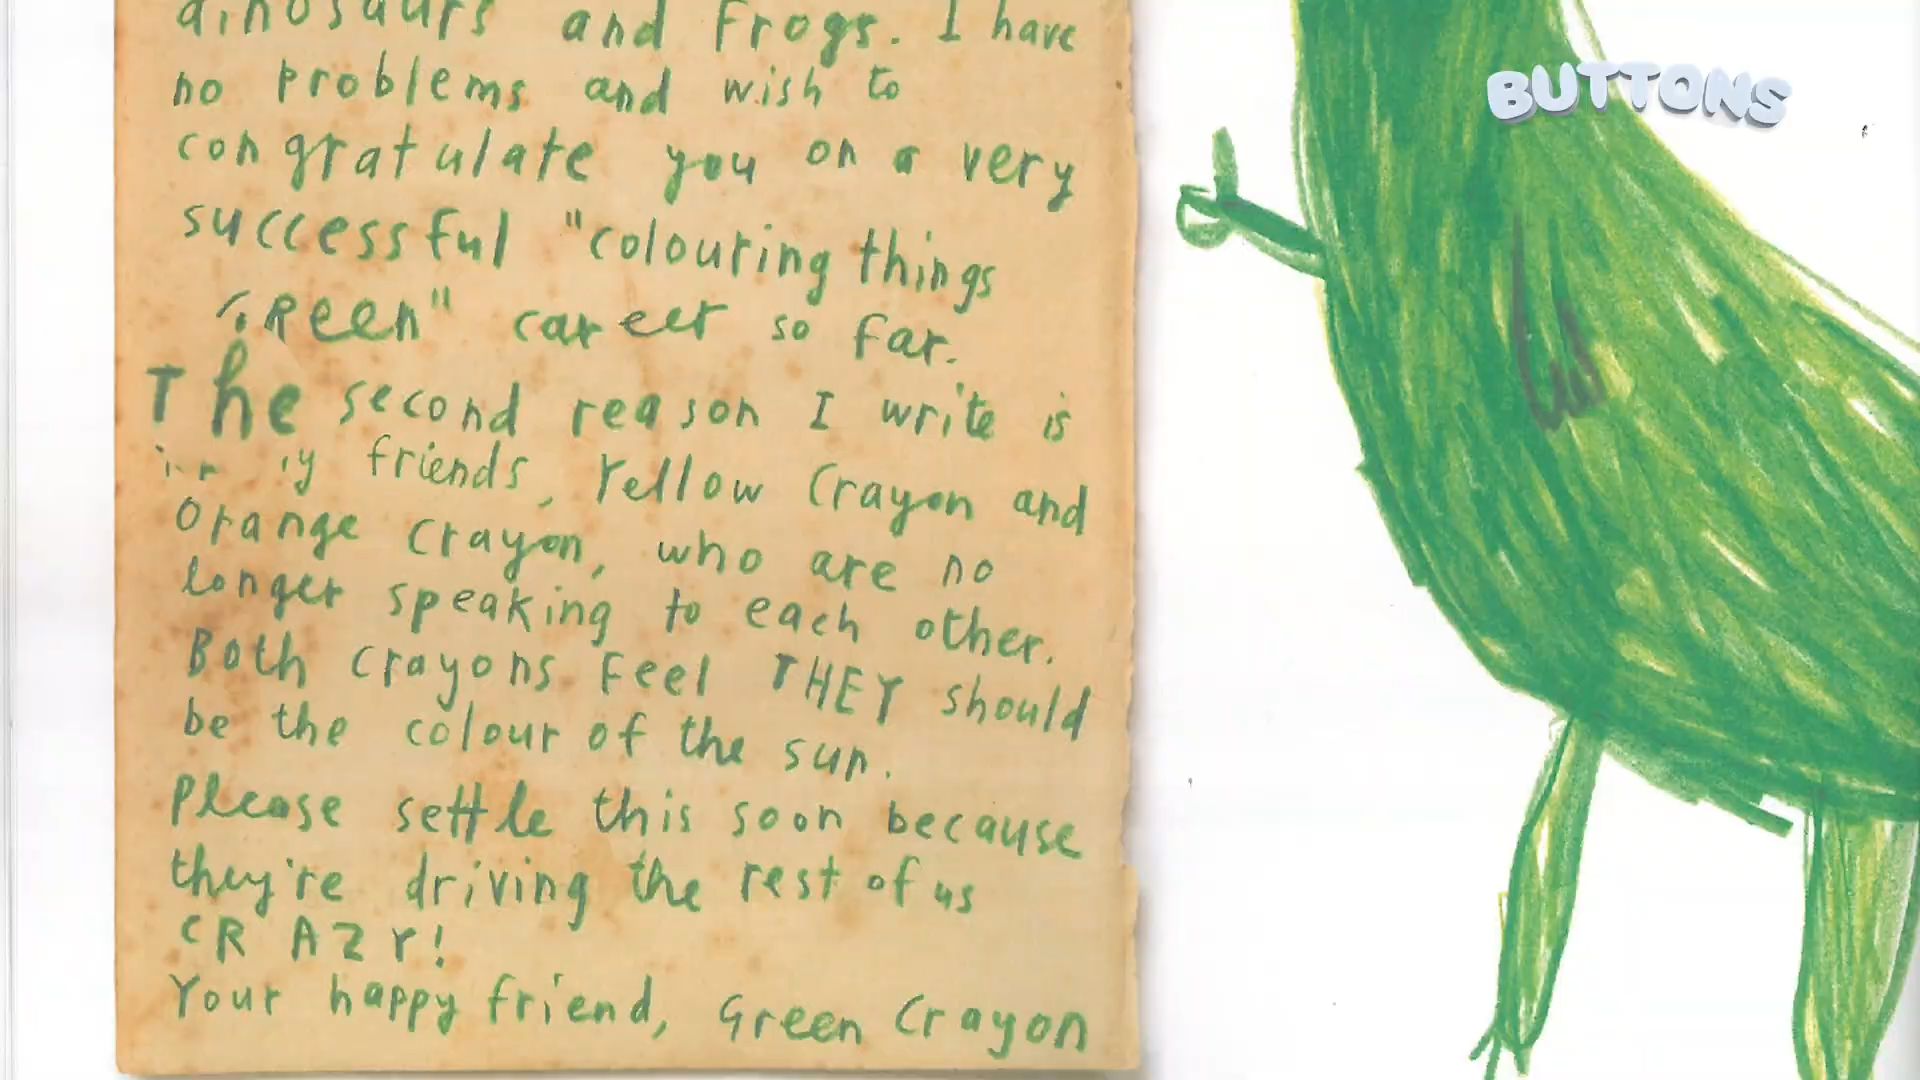 dinosaurs and frogs. I have
no problems and wish to
congratulate you on a very
successful "colouring things
GREEN" career so far.
The second reason I write is
friends, Yellow Crayon and
Orange Crayon, who are no
longer speaking to each other.
Both crayons feel THEY should
be the colour of the sun.
Please settle this soon because
they're driving the rest of us
CRAZY!
Your happy friend, Green Crayon
BUTTONS